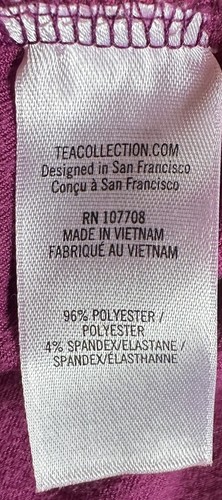 TEACOLLECTION.COM
Designed in San Francisco
Conçu à San Francisco
RN 107708
MADE IN VIETNAM
FABRIQUÉ AU VIETNAM
96% POLYESTER /
POLYESTER
4% SPANDEX/ELASTANE /
SPANDEX/ÉLASTHANNE